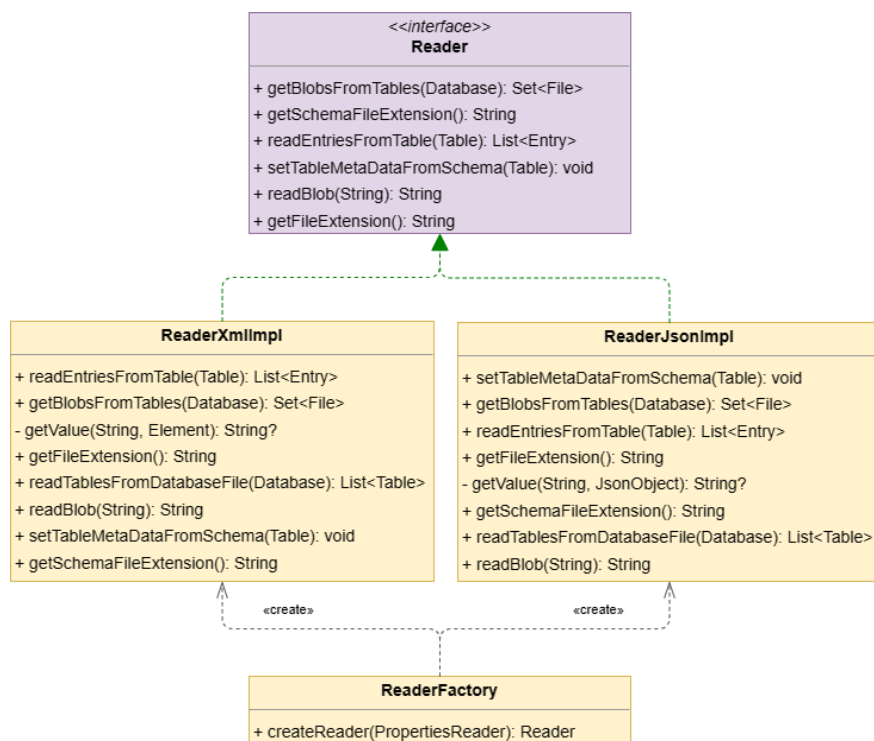 <<interface>>
Reader
+ getBlobsFromTables(Database): Set<File>
+ getSchemaFileExtension(): String
+ readEntriesFromTable(Table): List<Entry>
+ setTableMetaDataFromSchema(Table): void
+ readBlob(String): String
+ getFileExtension(): String
ReaderXmlImpl
+ readEntriesFromTable(Table): List<Entry>
+ getBlobsFromTables(Database): Set<File>
- getValue(String, Element): String?
+ getFileExtension(): String
+ readTablesFromDatabaseFile(Database): List<Table>
+ readBlob(String): String
+ setTableMetaDataFromSchema(Table): void
+ getSchemaFileExtension(): String
ReaderJsonImpl
+ setTableMetaDataFromSchema(Table): void
+ getBlobsFromTables(Database): Set<File>
+ readEntriesFromTable(Table): List<Entry>
+ getFileExtension(): String
- getValue(String, JsonObject): String?
+ getSchemaFileExtension(): String
+ readTablesFromDatabaseFile(Database): List<Table>
+ readBlob(String): String
«create»
«create»
ReaderFactory
+ createReader(PropertiesReader): Reader